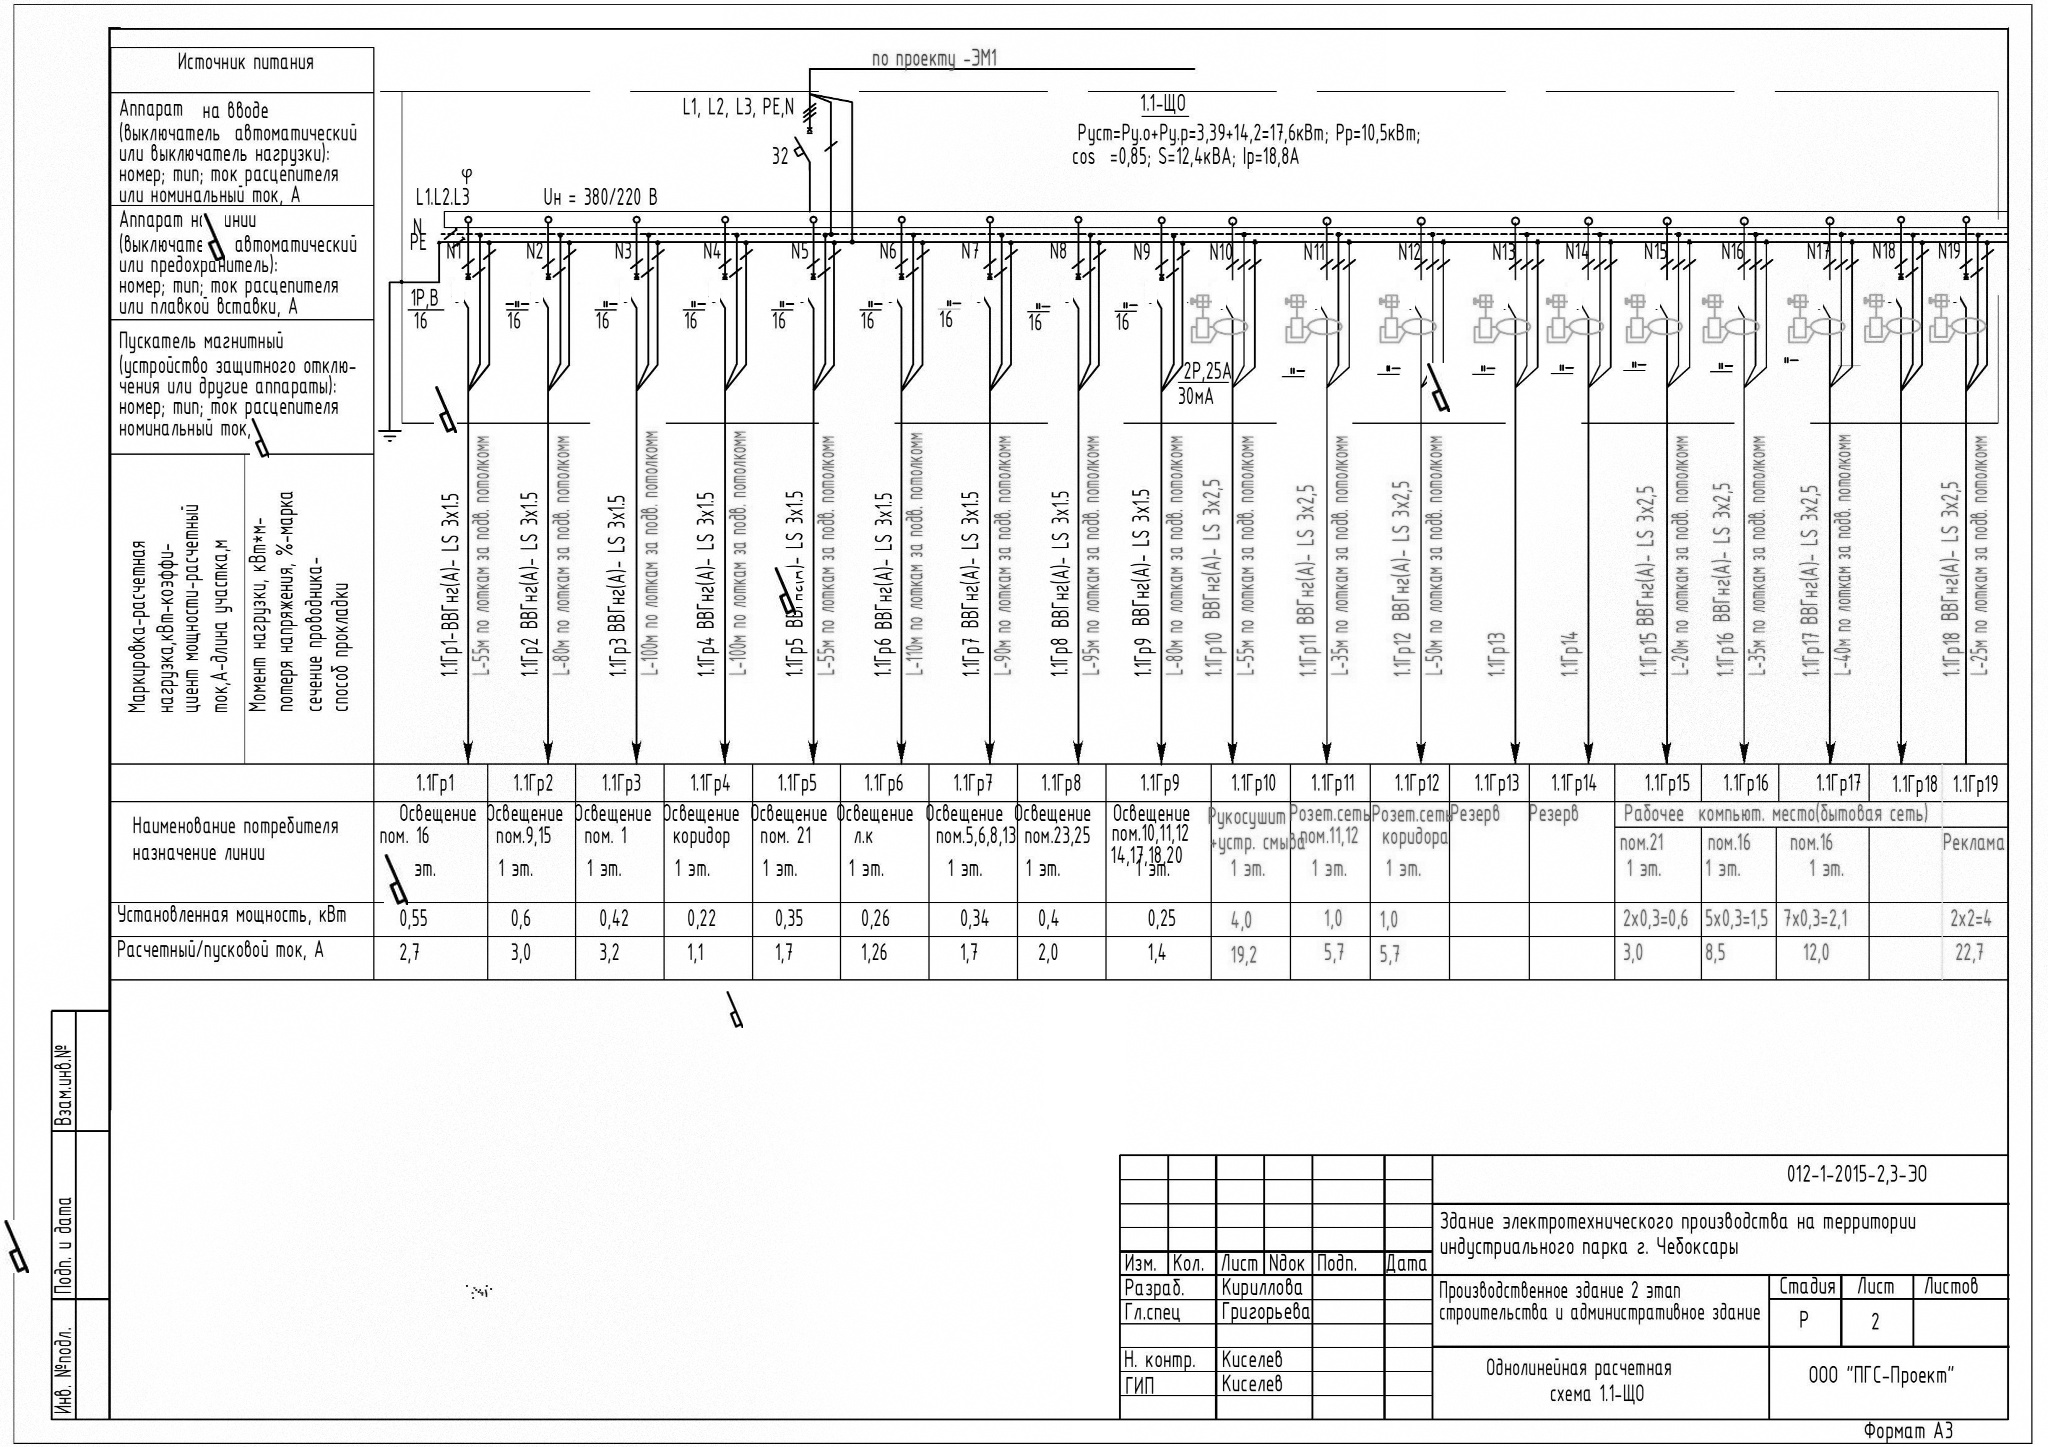 по проекту -ЭМ1
Источник питания
Аппарат на вводе
(выключатель автоматический
или выключатель нагрузки):
номер; тип; ток расцепителя
или номинальный ток, А
L1, L2, L3, PE,N
32
1.1-ЩО
Руст=Ру.о+Ру.р=3,39+14,2=17,6кВт; Рр=10,5кВт;
cos =0,85; S=12,4кВА; Iр=18,8А
φ
L1.L2.L3
Uн = 380/220 В
N
PE
(выключате автоматический
или предохранитель):
номер; тип; ток расцепителя
или плавкой вставки, А
N1 N2 N3 N4 N5 N6 N7 N8 N9 N10 N11 N12 N13 N14 N15 N16 N17 N18 N19
1Р,В
16
-"-
16
-"-
16
-"-
16
-"-
16
-"-
16
"-
16
"-
16
"-
16
2Р,25А
30мА
"- "- "- "- "- "- "-
Пускатель магнитный
(устройство защитного отклю-
чения или другие аппараты):
номер; тип; ток расцепителя
номинальный ток,
Маркировка-расчетная
нагрузка,кВт-коэффи-
циент мощности-расчетный
ток,А-длина участка,м
Момент нагрузки, кВт*м-
потеря напряжения, %-марка
сечение проводника-
способ прокладки
1.1Гр1-ВВГнг(А)- LS 3х1.5
L-55м по лоткам за подв. потолкомм
1.1Гр2 ВВГнг(А)- LS 3х1.5
L-80м по лоткам за подв. потолкомм
1.1Гр3 ВВГнг(А)- LS 3х1.5
L-100м по лоткам за подв. потолкомм
1.1Гр4 ВВГнг(А)- LS 3х1.5
L-100м по лоткам за подв. потолкомм
1.1Гр5 ВВГнг(А)- LS 3х1.5
L-55м по лоткам за подв. потолкомм
1.1Гр6 ВВГнг(А)- LS 3х1.5
L-110м по лоткам за подв. потолкомм
1.1Гр7 ВВГнг(А)- LS 3х1.5
L-90м по лоткам за подв. потолкомм
1.1Гр8 ВВГнг(А)- LS 3х1.5
L-95м по лоткам за подв. потолкомм
1.1Гр9 ВВГнг(А)- LS 3х1.5
L-80м по лоткам за подв. потолкомм
1.1Гр10 ВВГнг(А)- LS 3х2,5
L-55м по лоткам за подв. потолкомм
1.1Гр11 ВВГнг(А)- LS 3х2,5
L-35м по лоткам за подв. потолкомм
1.1Гр12 ВВГнг(А)- LS 3х2,5
L-50м по лоткам за подв. потолкомм
1.1Гр13
1.1Гр14
1.1Гр15 ВВГнг(А)- LS 3х2,5
L-20м по лоткам за подв. потолкомм
1.1Гр16 ВВГнг(А)- LS 3х2,5
L-35м по лоткам за подв. потолкомм
1.1Гр17 ВВГнг(А)- LS 3х2,5
L-40м по лоткам за подв. потолкомм
1.1Гр18 ВВГнг(А)- LS 3х2,5
L-25м по лоткам за подв. потолкомм
1.1Гр1 1.1Гр2 1.1Гр3 1.1Гр4 1.1Гр5 1.1Гр6 1.1Гр7 1.1Гр8 1.1Гр9 1.1Гр10 1.1Гр11 1.1Гр12 1.1Гр13 1.1Гр14 1.1Гр15 1.1Гр16 1.1Гр17 1.1Гр18 1.1Гр19
Наименование потребителя
назначение линии
Освещение
пом. 16
эт.
Освещение
пом.9,15
1 эт.
Освещение
пом. 1
1 эт.
Освещение
коридор
1 эт.
Освещение
пом. 21
1 эт.
Освещение
л.к
1 эт.
Освещение
пом.5,6,8,13
1 эт.
Освещение
пом.23,25
1 эт.
Освещение
пом.10,11,12
14,17,18,20
1 эт.
Рукосушит
+устр. смыва
1 эт.
Розет.сеть
пом.11,12
1 эт.
Розет.сеть
коридора
1 эт.
Резерв
Резерв
Рабочее компьют. место(бытовая сеть)
пом.21
1 эт.
пом.16
1 эт.
пом.16
1 эт.
Реклама
Установленная мощность, кВт
0,55 0,6 0,42 0,22 0,35 0,26 0,34 0,4 0,25 4,0 1,0 1,0 2х0,3=0,6 5х0,3=1,5 7х0,3=2,1 2х2=4
Расчетный/пусковой ток, А
2,7 3,0 3,2 1,1 1,7 1,26 1,7 2,0 1,4 19,2 5,7 5,7 3,0 8,5 12,0 22,7
Взам.инв.№
Подп. и дата
Инв. №подл.
012-1-2015-2,3-ЭО
Здание электротехнического производства на территории
индустриального парка г. Чебоксары
Изм. Кол. Лист Nдок Подп. Дата
Разраб. Кириллова
Гл.спец Григорьева
Н. контр. Киселев
ГИП Киселев
Производственное здание 2 этап
строительства и административное здание
Стадия Лист Листов
Р 2
Однолинейная расчетная
схема 1.1-ЩО
ООО "ПГС-Проект"
Формат А3